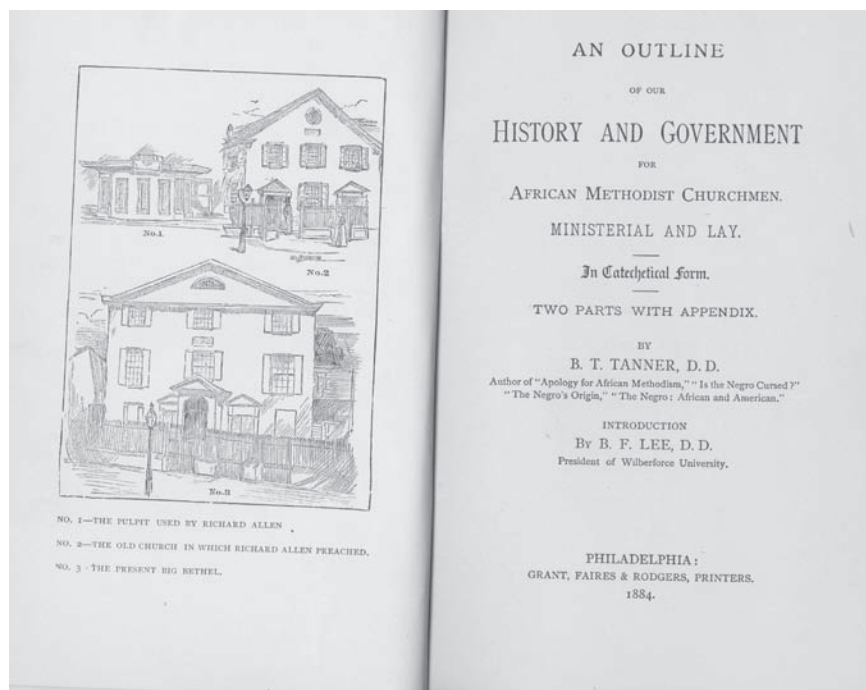 No.1.
No.2
No.3
NO. 1—THE PULPIT USED BY RICHARD ALLEN
NO. 2—THE OLD CHURCH IN WHICH RICHARD ALLEN PREACHED.
NO. 3 - THE PRESENT BIG BETHEL.
AN OUTLINE
OF OUR
HISTORY AND GOVERNMENT
FOR
AFRICAN METHODIST CHURCHMEN.
MINISTERIAL AND LAY.
In Catechetical Form.
TWO PARTS WITH APPENDIX.
BY
B. T. TANNER, D. D.
Author of "Apology for African Methodism," "Is the Negro Cursed?"
"The Negro's Origin," "The Negro: African and American."
INTRODUCTION
BY B. F. LEE, D. D.
President of Wilberforce University.
PHILADELPHIA:
GRANT, FAIRES & RODGERS, PRINTERS.
1884.